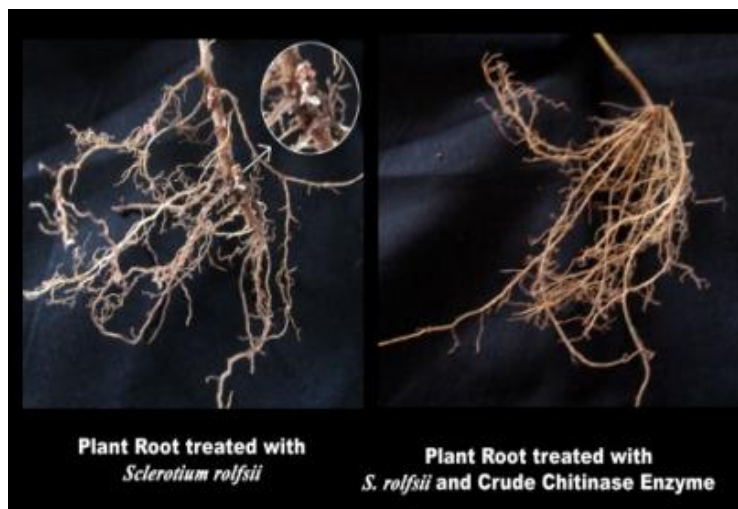 Plant Root treated with
Sclerotium rolfsii
Plant Root treated with
S. rolfsii and Crude Chitinase Enzyme